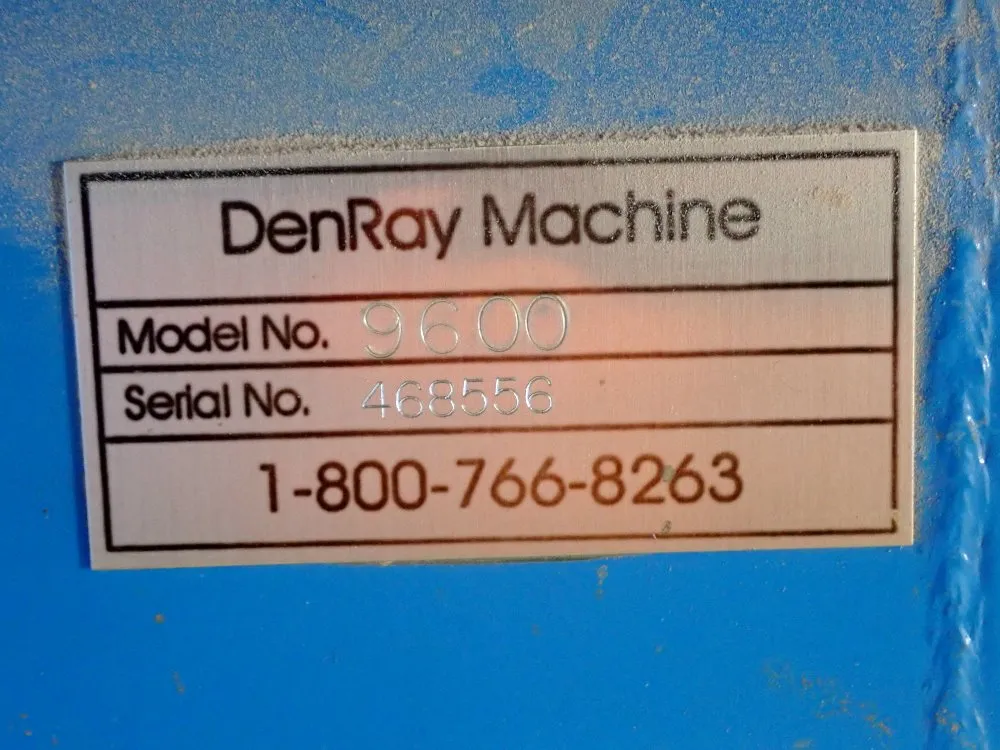 DenRay Machine
Model No. 9600
Serial No. 468556
1-800-766-8263